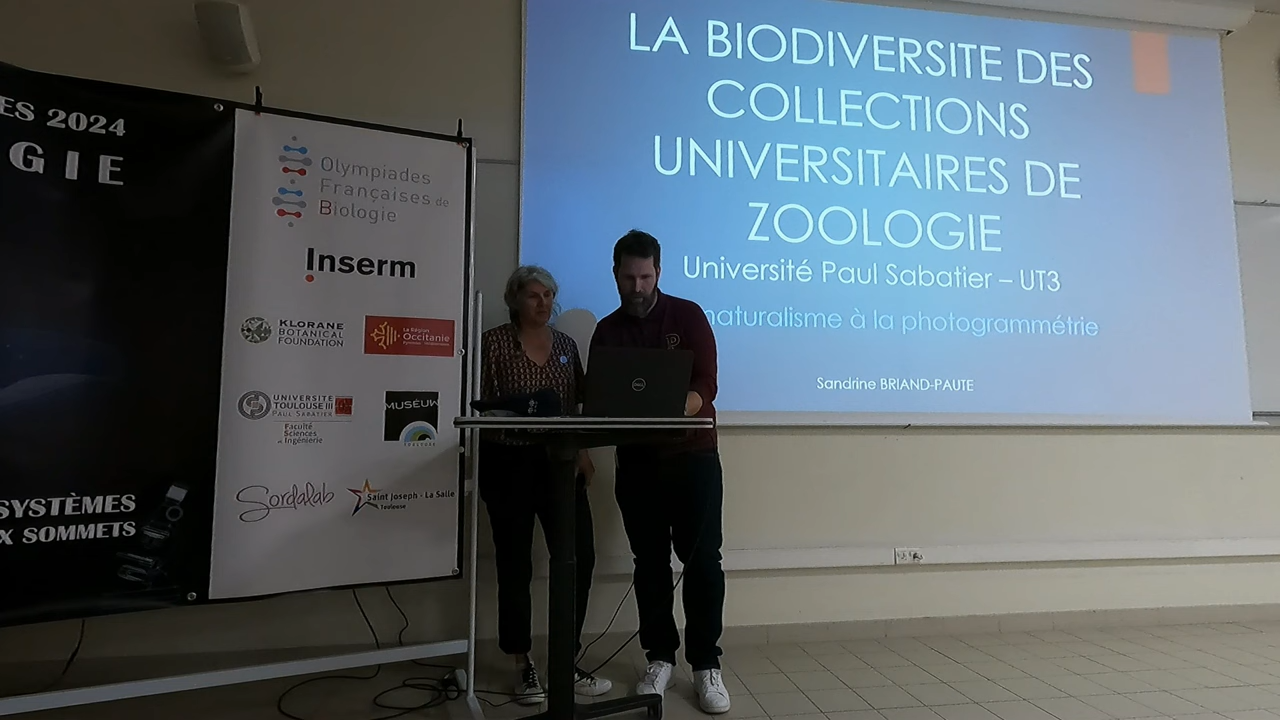 ES 2024
GIE
SYSTÈMES
X SOMMETS
Olympiades
Françaises de
Biologie
Inserm
KLORANE
BOTANICAL
FOUNDATION
La Région
Occitanie
UNIVERSITE
TOULOUSE III
PAUL SABATIER
Faculté
Sciences
Ingénierie
MUSÉUM
Sordalab
Saint Joseph - La Salle
Toulouse
DELL
LA BIODIVERSITE DES
COLLECTIONS
UNIVERSITAIRES DE
ZOOLOGIE
Université Paul Sabatier – UT3
naturalisme à la photogrammétrie
Sandrine BRIAND-PAUTE